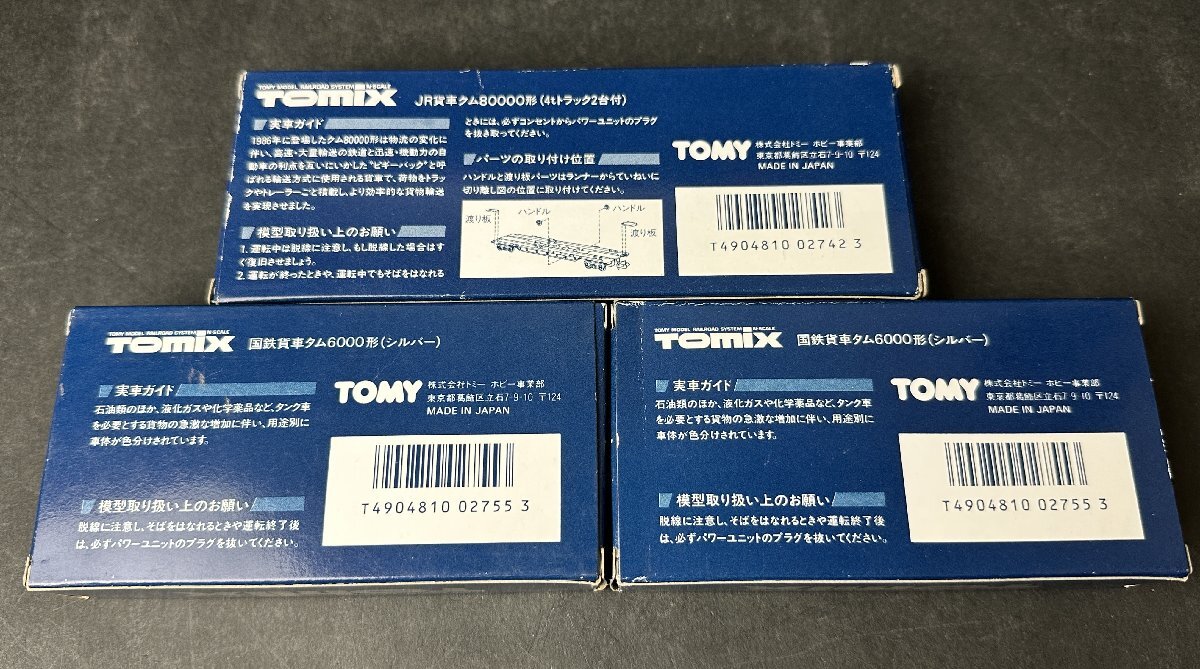 TOMY MODEL RAILROAD SYSTEM N-SCALE
TOMIX JR貨車クム80000形(4tトラック2台付)
実車ガイド
1986年に登場したクム80000形は物流の変化に
伴い、高速・大量輸送の鉄道と迅速・機動力の自
動車の利点を互いにいかした"ピギーバック"と呼
ばれる輸送方式に使用される貨車で、荷物をトラッ
クやトレーラーごと積載し、より効率的な貨物輸送
を実現させました。
模型取り扱い上のお願い
1. 運転中は脱線に注意し、もし脱線した場合はす
ぐ復旧させましょう。
2. 運転が終ったときや、運転中でもそばをはなれる
ときには、必ずコンセントからパワーユニットのプラグ
を抜き取ってください。
パーツの取り付け位置
ハンドルと渡り板パーツはランナーからていねいに
切り離し図の位置に取り付けてください。
渡り板
ハンドル
ハンドル
渡り板
TOMY 株式会社トミー ホビー事業部
東京都葛飾区立石7-9-10 〒124
MADE IN JAPAN
T4904810 02742 3
TOMY MODEL RAILROAD SYSTEM N-SCALE
TOMIX 国鉄貨車タム6000形(シルバー)
実車ガイド
石油類のほか、液化ガスや化学薬品など、タンク車
を必要とする貨物の急激な増加に伴い、用途別に
車体が色分けされています。
模型取り扱い上のお願い
脱線に注意し、そばをはなれるときや運転終了後
は、必ずパワーユニットのプラグを抜いてください。
TOMY 株式会社トミー ホビー事業部
東京都葛飾区立石7-9-10 〒124
MADE IN JAPAN
T4904810 02755 3
TOMY MODEL RAILROAD SYSTEM N-SCALE
TOMIX 国鉄貨車タム6000形(シルバー)
実車ガイド
石油類のほか、液化ガスや化学薬品など、タンク車
を必要とする貨物の急激な増加に伴い、用途別に
車体が色分けされています。
模型取り扱い上のお願い
脱線に注意し、そばをはなれるときや運転終了後
は、必ずパワーユニットのプラグを抜いてください。
TOMY 株式会社トミー ホビー事業部
東京都葛飾区立石7-9-10 〒124
MADE IN JAPAN
T4904810 02755 3